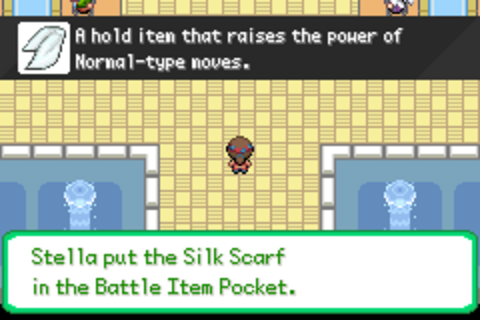 A hold item that raises the power of
Normal-type moves.
Stella put the Silk Scarf
in the Battle Item Pocket.